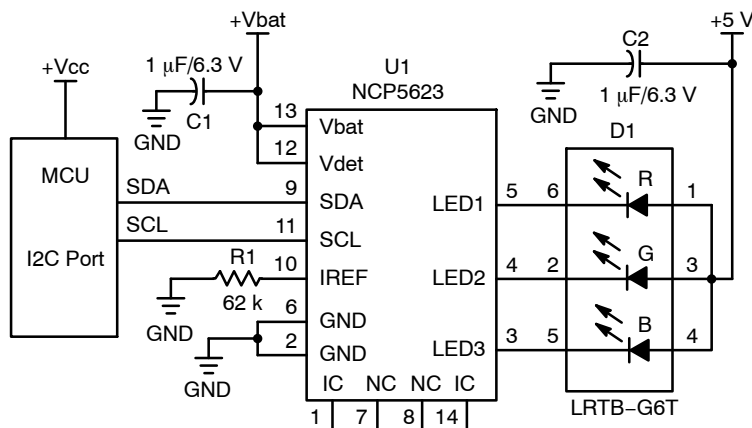 +Vbat
+5 V
U1
C2
+Vcc
1 µF/6.3 V
NCP5623
C1
GND
13
Vbat
GND
1 µF/6.3 V
D1
12
Vdet
MCU
SDA
9
SDA
LED1
5
6
R
1
SCL
11
SCL
I2C Port
R1
10
IREF
LED2
4
2
G
3
62 k
GND
6
GND
2
GND
LED3
3
5
B
4
GND
IC
NC
NC
IC
1
7
8
14
LRTB–G6T